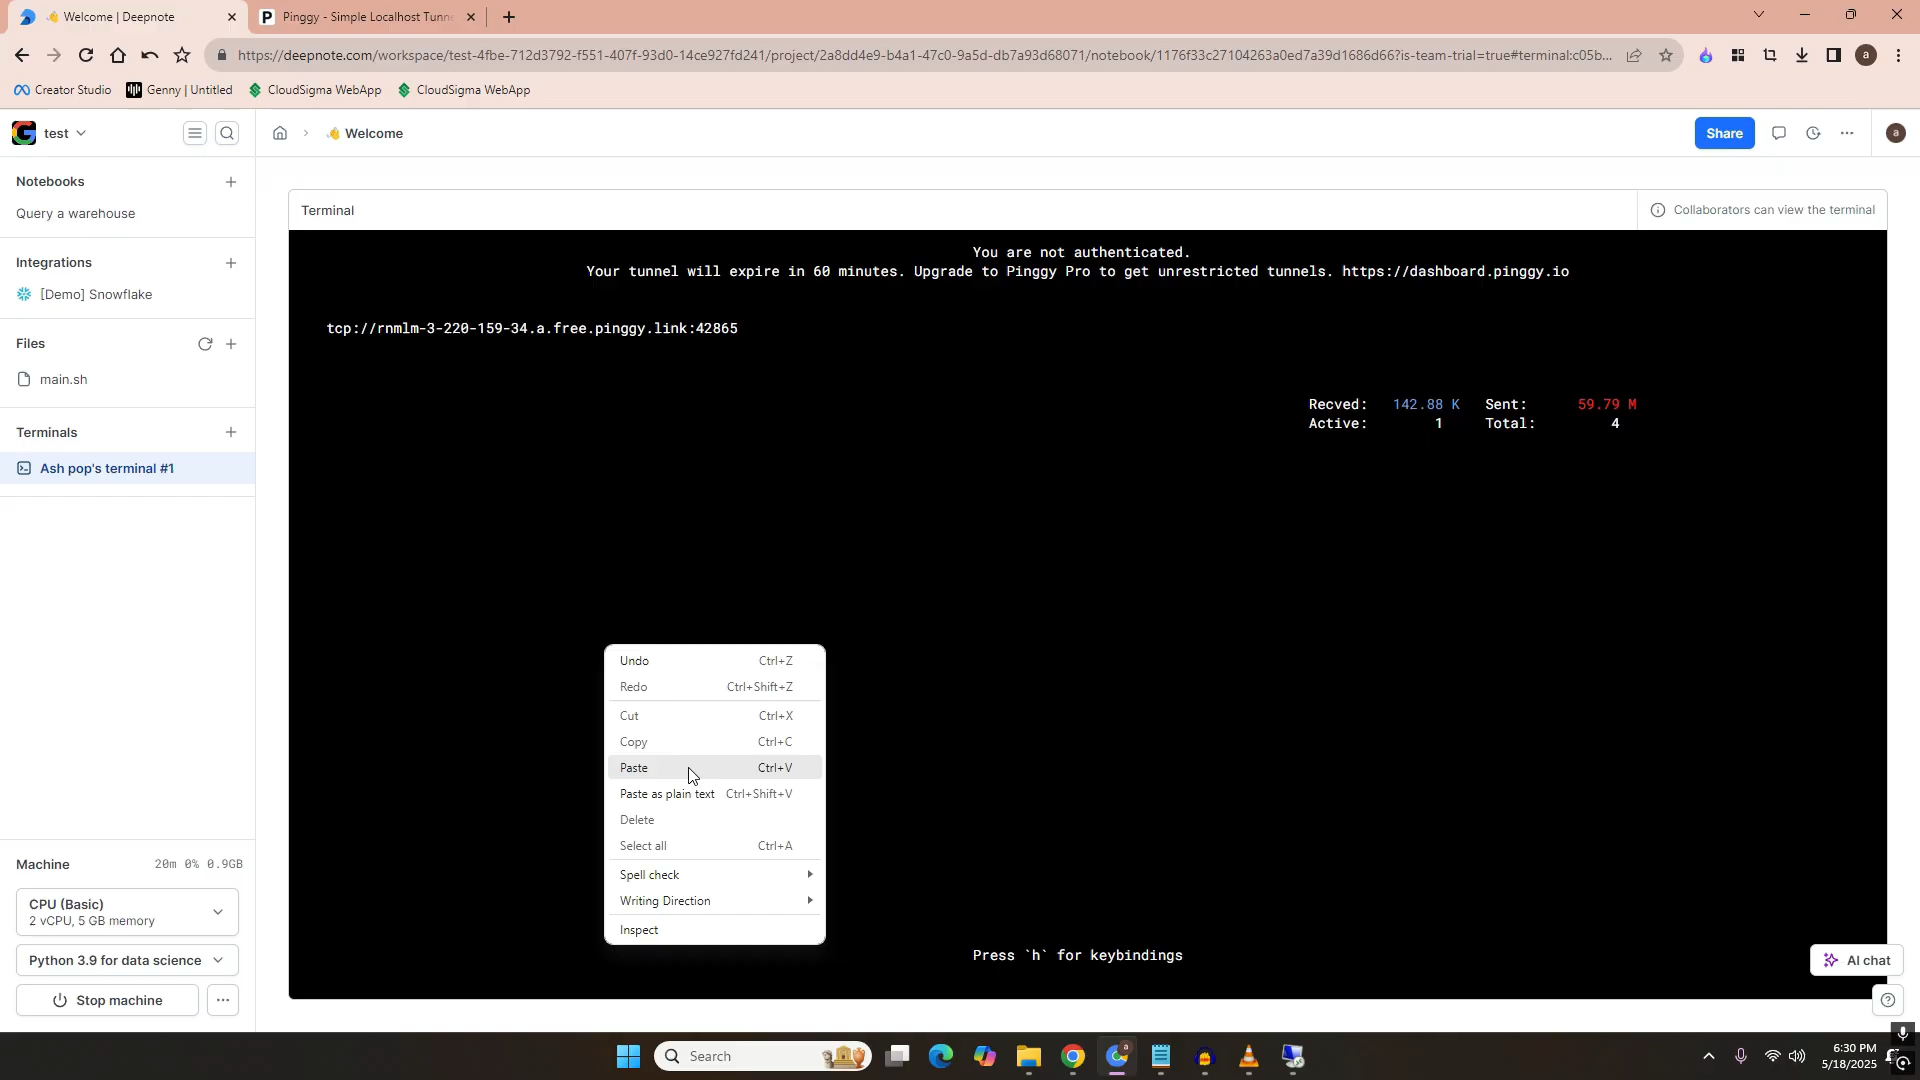 👋 Welcome | Deepnote
Pinggy - Simple Localhost Tunne
https://deepnote.com/workspace/test-4fbe-712d3792-f551-407f-93d0-14ce927fd241/project/2a8dd4e9-b4a1-47c0-9a5d-db7a93d68071/notebook/1176f33c27104263a0ed7a39d1686d66?is-team-trial=true#terminal:c05b...
Creator Studio
Genny | Untitled
CloudSigma WebApp
CloudSigma WebApp
test
👋 Welcome
Share
a
Notebooks
Query a warehouse
Integrations
[Demo] Snowflake
Files
main.sh
Terminals
Ash pop's terminal #1
Terminal
Collaborators can view the terminal
You are not authenticated.
Your tunnel will expire in 60 minutes. Upgrade to Pinggy Pro to get unrestricted tunnels. https://dashboard.pinggy.io
tcp://rnmlm-3-220-159-34.a.free.pinggy.link:42865
Recved: 142.88 K Sent: 59.79 M
Active: 1 Total: 4
Undo Ctrl+Z
Redo Ctrl+Shift+Z
Cut Ctrl+X
Copy Ctrl+C
Paste Ctrl+V
Paste as plain text Ctrl+Shift+V
Delete
Select all Ctrl+A
Spell check
Writing Direction
Inspect
Press `h` for keybindings
Machine 20m 0% 0.9GB
CPU (Basic)
2 vCPU, 5 GB memory
Python 3.9 for data science
Stop machine
AI chat
Search
6:30 PM
5/18/2025